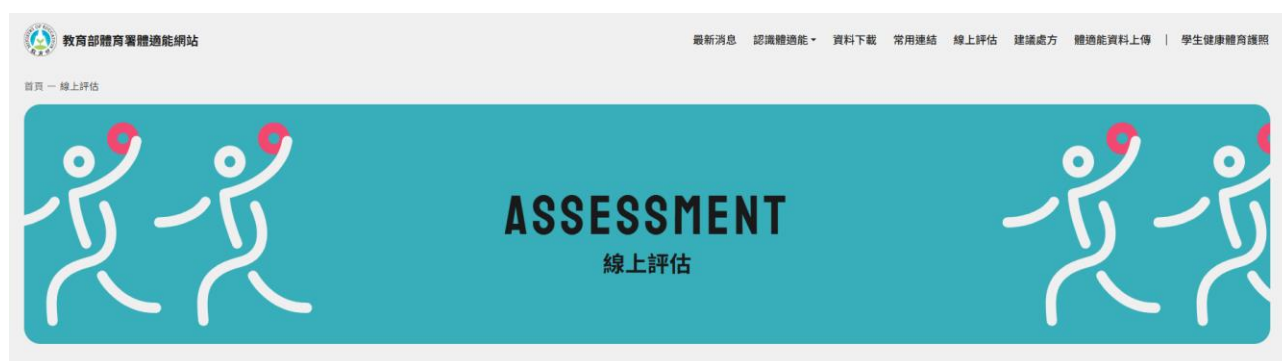 教育部體育署體適能網站
最新消息 認識體適能 資料下載 常用連結 線上評估 建議處方 體適能資料上傳 | 學生健康體育護照
首頁 — 線上評估
ASSESSMENT
線上評估